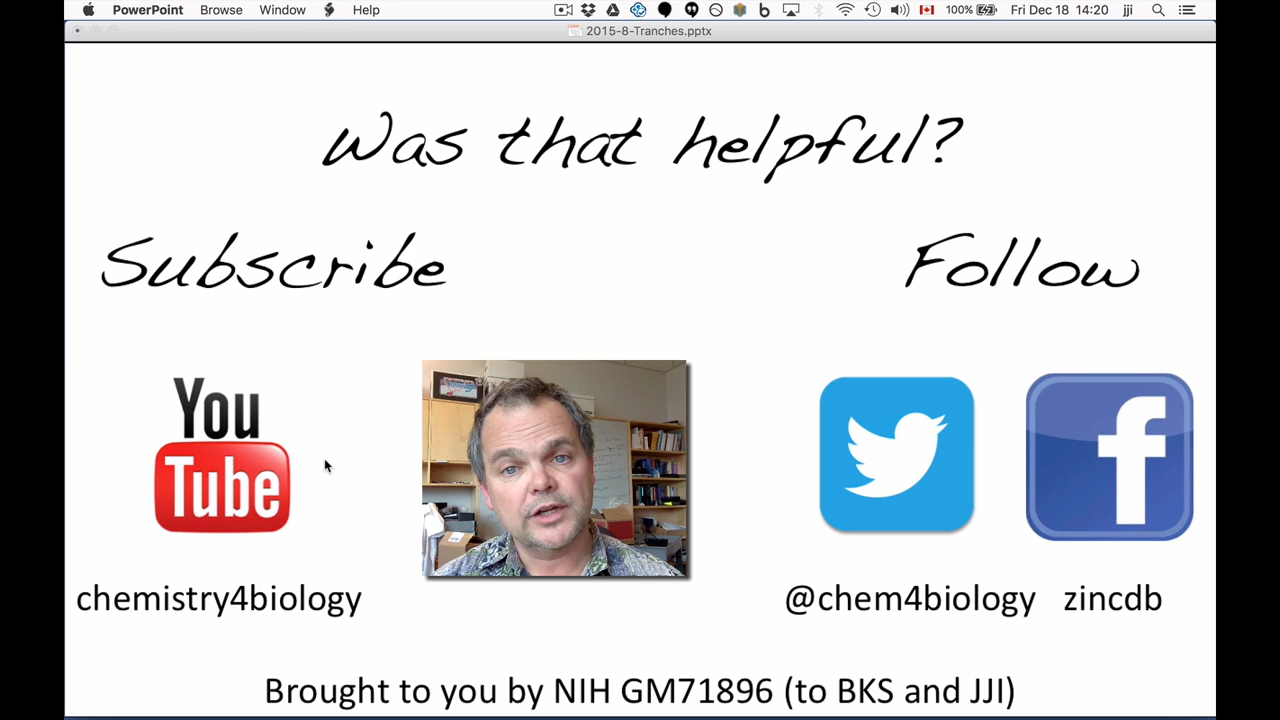 PowerPoint Browse Window Help 100% Fri Dec 18 14:20 jji
2015-8-Tranches.pptx
Was that helpful?
Subscribe Follow
You
Tube
f
chemistry4biology @chem4biology zincdb
Brought to you by NIH GM71896 (to BKS and JJI)